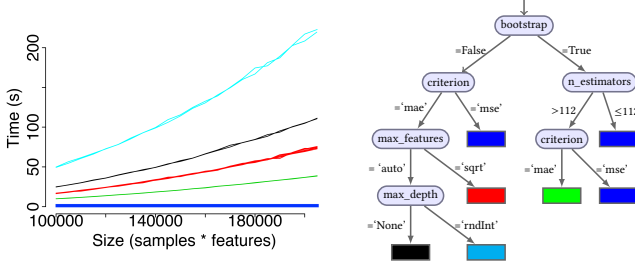 200
100
50
0
Time (s)
100000
140000
180000
Size (samples * features)
bootstrap
=False
=True
criterion
n_estimators
=‘mae’
=‘mse’
>112
≤112
max_features
criterion
= ‘auto’
=‘sqrt’
=‘mae’
=‘mse’
max_depth
=‘None’
=‘rndInt’